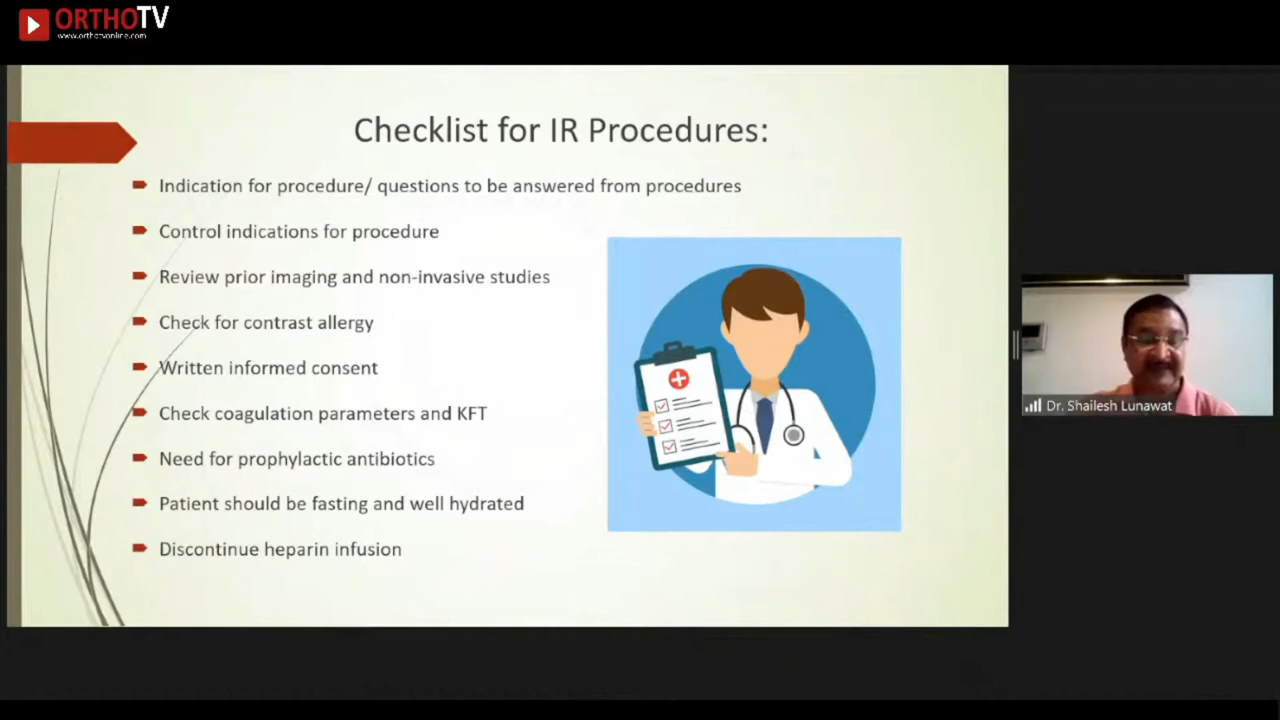 ORTHOTV
www.orthotvonline.com
Checklist for IR Procedures:
Indication for procedure/ questions to be answered from procedures
Control indications for procedure
Review prior imaging and non-invasive studies
Check for contrast allergy
Written informed consent
Check coagulation parameters and KFT
Need for prophylactic antibiotics
Patient should be fasting and well hydrated
Discontinue heparin infusion
Dr. Shailesh Lunawat